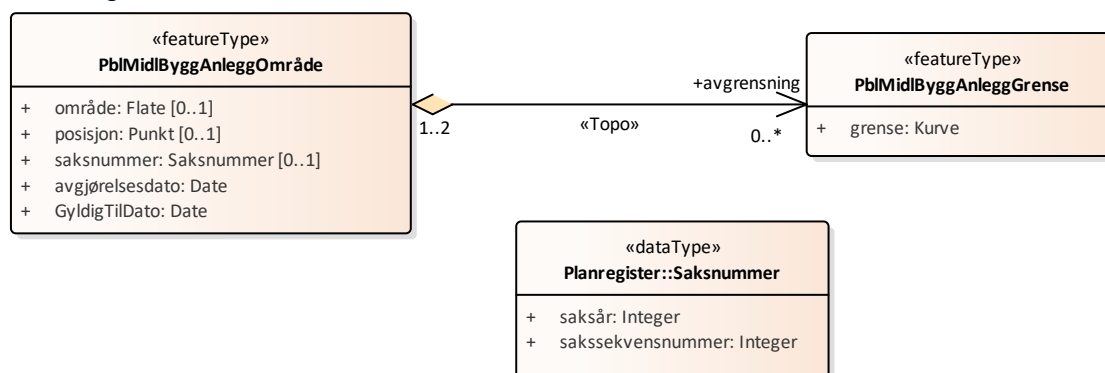 «featureType»
PblMidlByggAnleggOmråde
+ område: Flate [0..1]
+ posisjon: Punkt [0..1]
+ saksnummer: Saksnummer [0..1]
+ avgjørelsesdato: Date
+ GyldigTilDato: Date
1..2
«Topo»
+avgrensning
0..*
«featureType»
PblMidlByggAnleggGrense
+ grense: Kurve
«dataType»
Planregister::Saksnummer
+ saksår: Integer
+ sakssekvensnummer: Integer